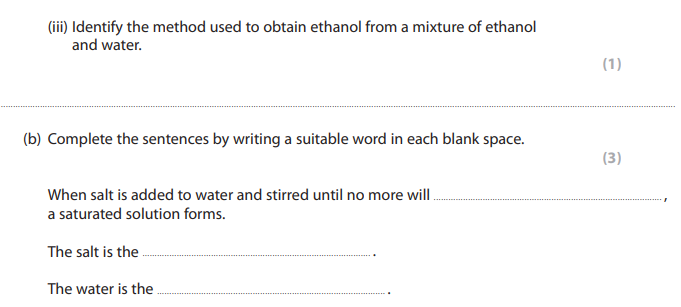 (iii) Identify the method used to obtain ethanol from a mixture of ethanol
and water.
(1)
(b) Complete the sentences by writing a suitable word in each blank space.
(3)
When salt is added to water and stirred until no more will ,
a saturated solution forms.
The salt is the .
The water is the .